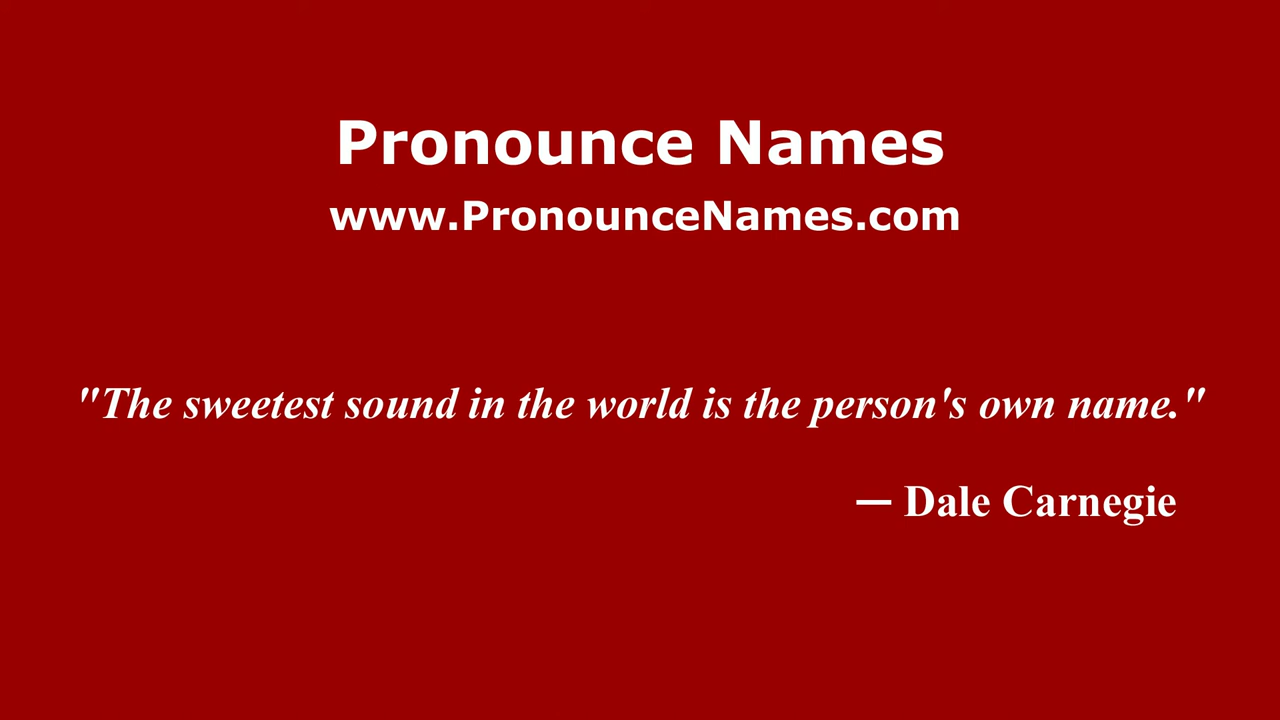 Pronounce Names
www.PronounceNames.com
"The sweetest sound in the world is the person's own name."
— Dale Carnegie